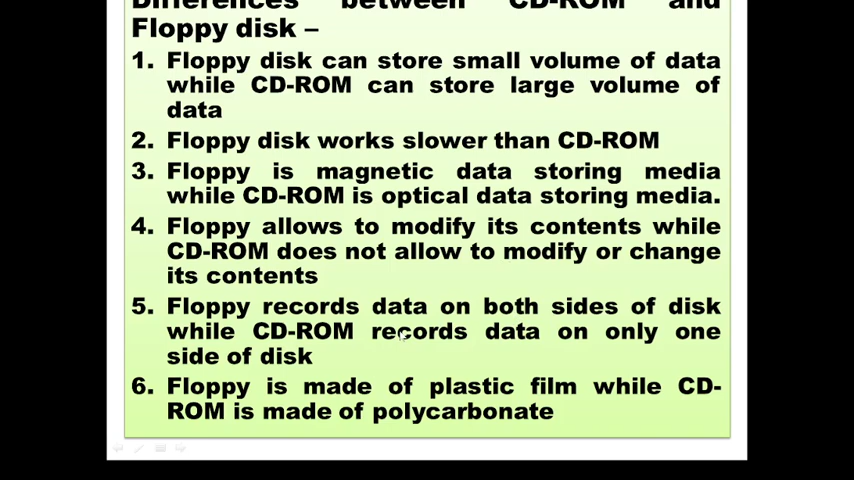 Differences between CD-ROM and
Floppy disk –
1. Floppy disk can store small volume of data
while CD-ROM can store large volume of
data
2. Floppy disk works slower than CD-ROM
3. Floppy is magnetic data storing media
while CD-ROM is optical data storing media.
4. Floppy allows to modify its contents while
CD-ROM does not allow to modify or change
its contents
5. Floppy records data on both sides of disk
while CD-ROM records data on only one
side of disk
6. Floppy is made of plastic film while CD-
ROM is made of polycarbonate